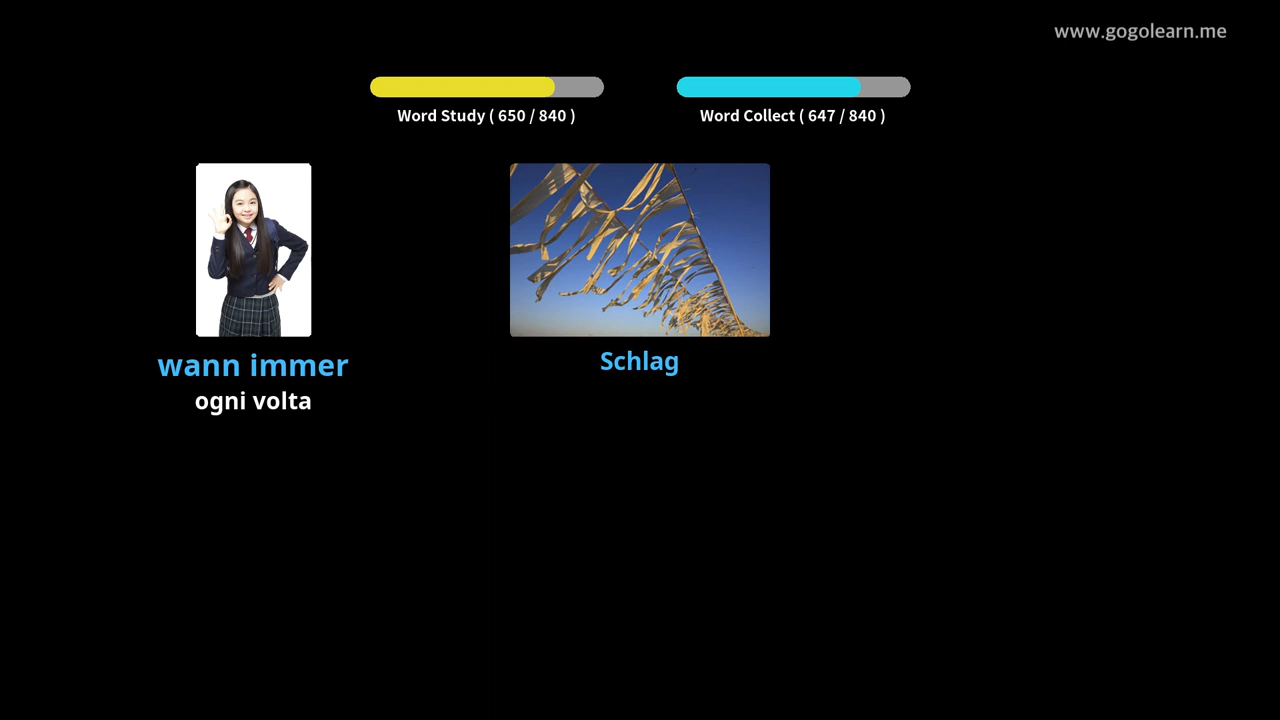 www.gogolearn.me
Word Study ( 650 / 840 )
Word Collect ( 647 / 840 )
wann immer
ogni volta
Schlag